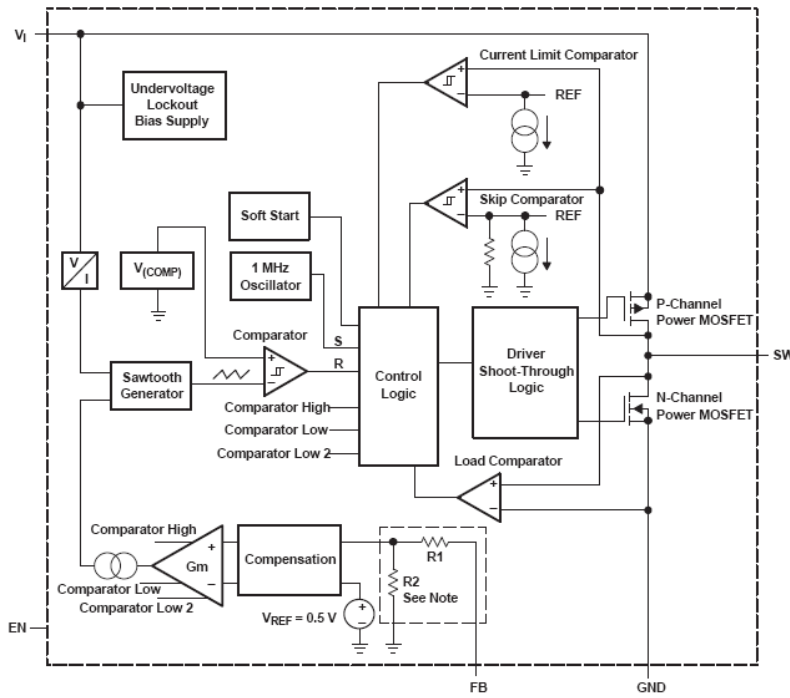 VI
Current Limit Comparator
+
−
REF
Undervoltage
Lockout
Bias Supply
Skip Comparator
+
−
REF
Soft Start
V
I
V(COMP)
1 MHz
Oscillator
P-Channel
Power MOSFET
Comparator
S
+
−
R
Sawtooth
Generator
Control
Logic
Driver
Shoot-Through
Logic
SW
N-Channel
Power MOSFET
Comparator High
Comparator Low
Comparator Low 2
Load Comparator
+
−
Comparator High
+
Gm
−
Compensation
R1
R2
See Note
Comparator Low
Comparator Low 2
VREF = 0.5 V
+
−
EN
FB
GND